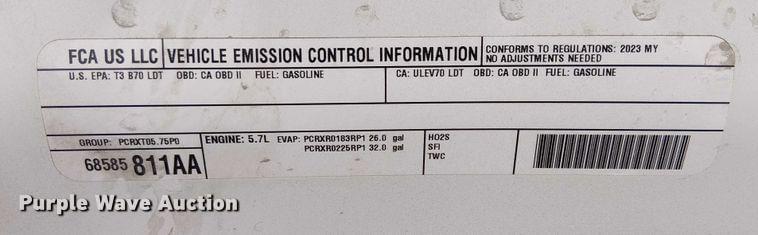 FCA US LLC VEHICLE EMISSION CONTROL INFORMATION CONFORMS TO REGULATIONS: 2023 MY
NO ADJUSTMENTS NEEDED
U.S. EPA: T3 B70 LDT OBD: CA OBD II FUEL: GASOLINE CA: ULEV70 LDT OBD: CA OBD II FUEL: GASOLINE
GROUP: PCRXT05.75P0 ENGINE: 5.7L EVAP: PCRXR0183RP1 26.0 gal HO2S
PCRXR0225RP1 32.0 gal SFI
68585 811AA TWC
Purple Wave Auction